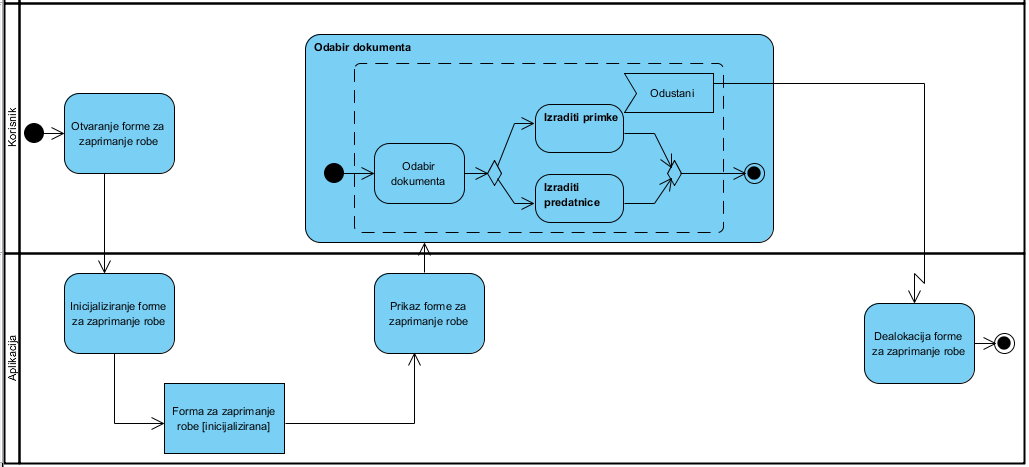 Korisnik
Otvaranje forme za
zaprimanje robe
Odabir dokumenta
Odustani
Izraditi primke
Odabir
dokumenta
Izraditi
predatnice
Aplikacija
Inicijaliziranje forme
za zaprimanje robe
Prikaz forme za
zaprimanje robe
Dealokacija forme
za zaprimanje robe
Forma za zaprimanje
robe [inicijalizirana]